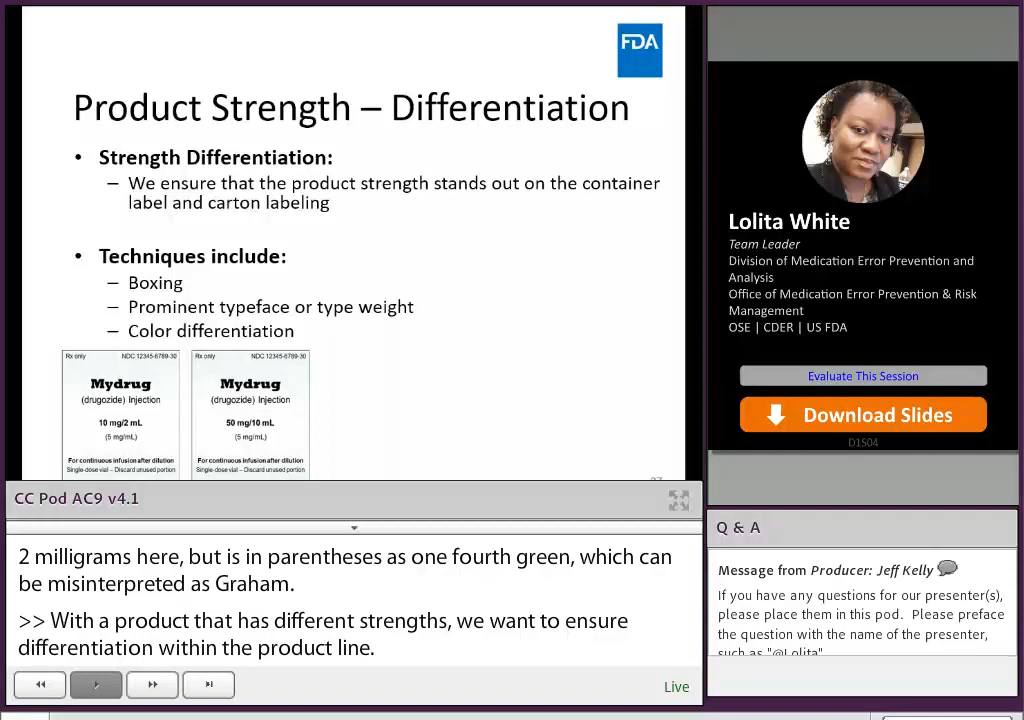 FDA
Product Strength – Differentiation
• Strength Differentiation:
– We ensure that the product strength stands out on the container
label and carton labeling
• Techniques include:
– Boxing
– Prominent typeface or type weight
– Color differentiation
Rx only NDC 12345-6789-30
Mydrug
(drugozide) Injection
10 mg/2 mL
(5 mg/mL)
For continuous infusion after dilution
Single-dose vial – Discard unused portion
Rx only NDC 12345-6789-30
Mydrug
(drugozide) Injection
50 mg/10 mL
(5 mg/mL)
For continuous infusion after dilution
Single-dose vial – Discard unused portion
Lolita White
Team Leader
Division of Medication Error Prevention and
Analysis
Office of Medication Error Prevention & Risk
Management
OSE | CDER | US FDA
Evaluate This Session
Download Slides
D1S04
CC Pod AC9 v4.1
2 milligrams here, but is in parentheses as one fourth green, which can
be misinterpreted as Graham.
>> With a product that has different strengths, we want to ensure
differentiation within the product line.
Live
Q & A
Message from Producer: Jeff Kelly
If you have any questions for our presenter(s),
please place them in this pod. Please preface
the question with the name of the presenter,
such as "@Lolita"